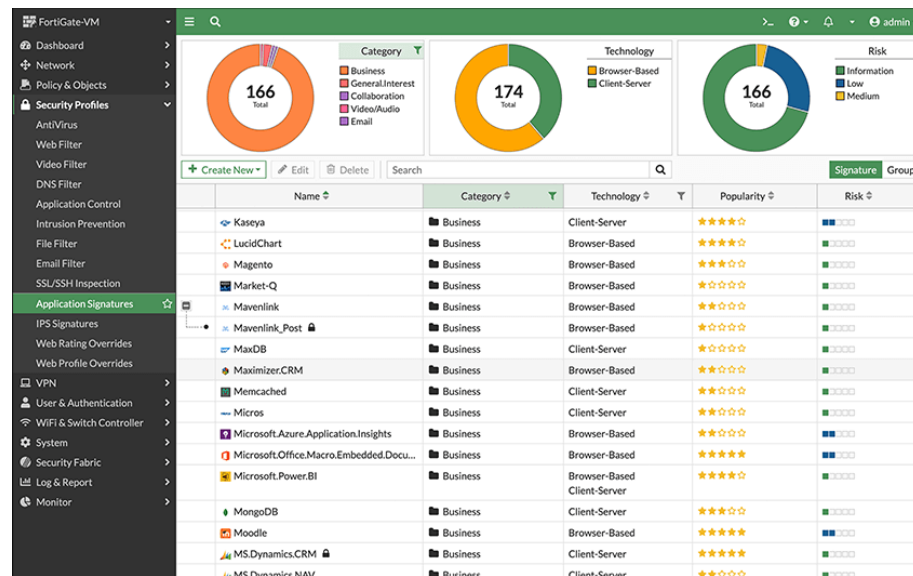 FortiGate-VM
admin
Dashboard
Network
Policy & Objects
Security Profiles
AntiVirus
Web Filter
Video Filter
DNS Filter
Application Control
Intrusion Prevention
File Filter
Email Filter
SSL/SSH Inspection
Application Signatures
IPS Signatures
Web Rating Overrides
Web Profile Overrides
VPN
User & Authentication
WiFi & Switch Controller
System
Security Fabric
Log & Report
Monitor
166
Total
Category
Business
General.Interest
Collaboration
Video/Audio
Email
174
Total
Technology
Browser-Based
Client-Server
166
Total
Risk
Information
Low
Medium
+ Create New Edit Delete Search Signature Group
Name Category Technology Popularity Risk
Kaseya Business Client-Server
LucidChart Business Browser-Based
Magento Business Browser-Based
Market-Q Business Browser-Based
Mavenlink Business Browser-Based
Mavenlink_Post Business Browser-Based
MaxDB Business Client-Server
Maximizer.CRM Business Browser-Based
Memcached Business Client-Server
Micros Business Client-Server
Microsoft.Azure.Application.Insights Business Browser-Based
Microsoft.Office.Macro.Embedded.Docu... Business Browser-Based
Microsoft.Power.BI Business Browser-Based
Client-Server
MongoDB Business Client-Server
Moodle Business Browser-Based
MS.Dynamics.CRM Business Client-Server
MS.Dynamics.NAV Business Client-Server